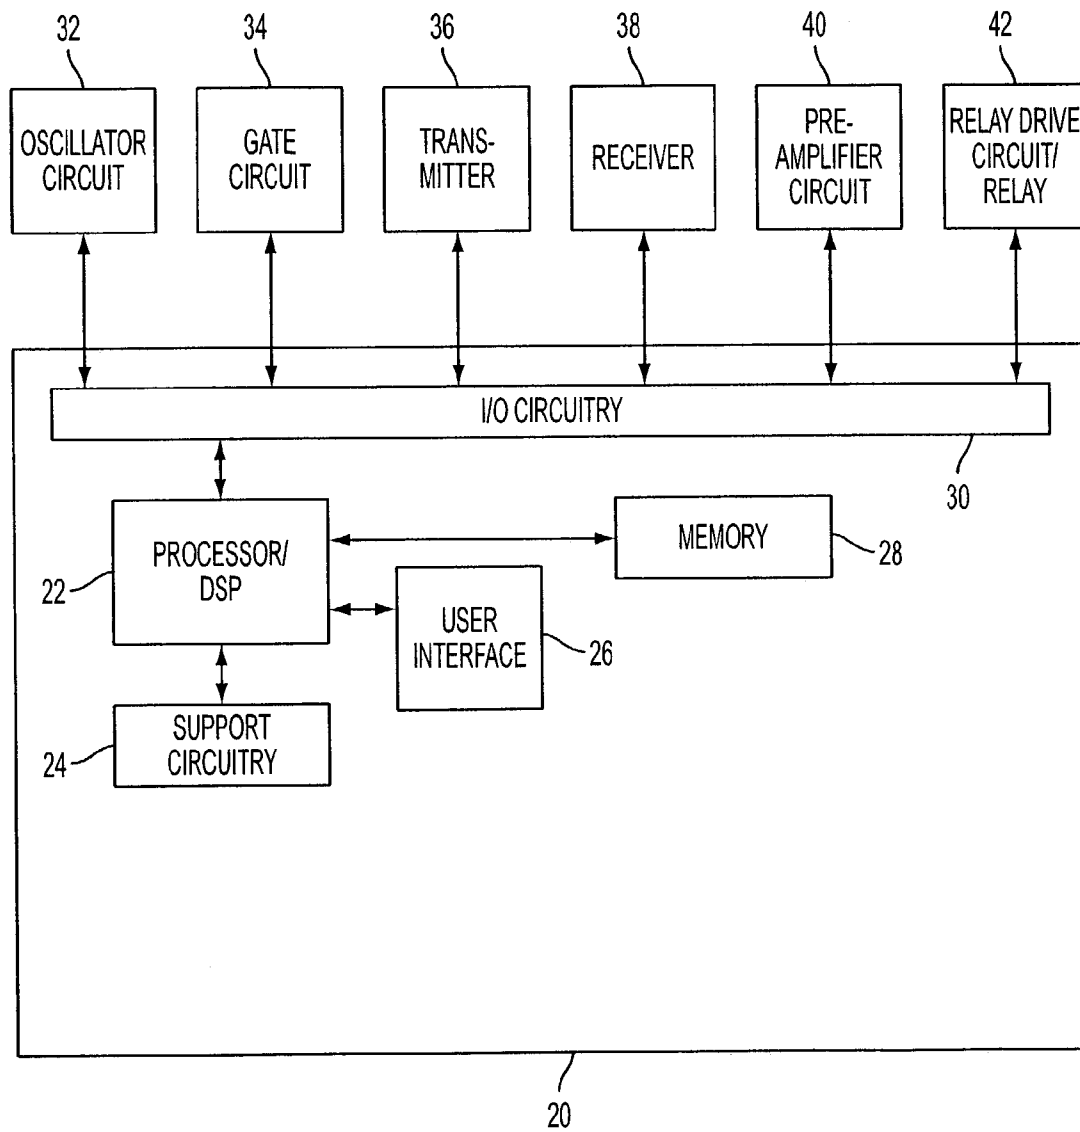 32 34 36 38 40 42
OSCILLATOR
CIRCUIT
GATE
CIRCUIT
TRANS-
MITTER
RECEIVER
PRE-
AMPLIFIER
CIRCUIT
RELAY DRIVE
CIRCUIT/
RELAY
I/O CIRCUITRY
30
PROCESSOR/
DSP
22
MEMORY
28
USER
INTERFACE
26
SUPPORT
CIRCUITRY
24
20